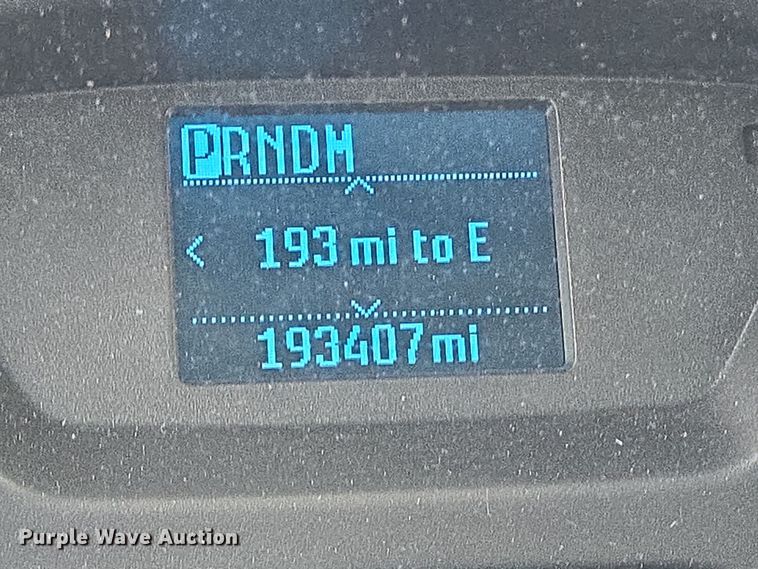 PRNDM
< 193 mi to E
193407 mi
Purple Wave Auction